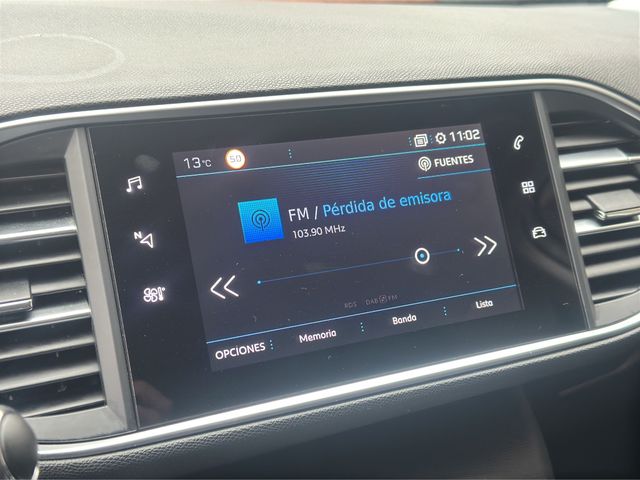 13°C 50 11:02
FUENTES
FM / Pérdida de emisora
103.90 MHz
N
RDS DAB FM
OPCIONES Memoria Banda Lista